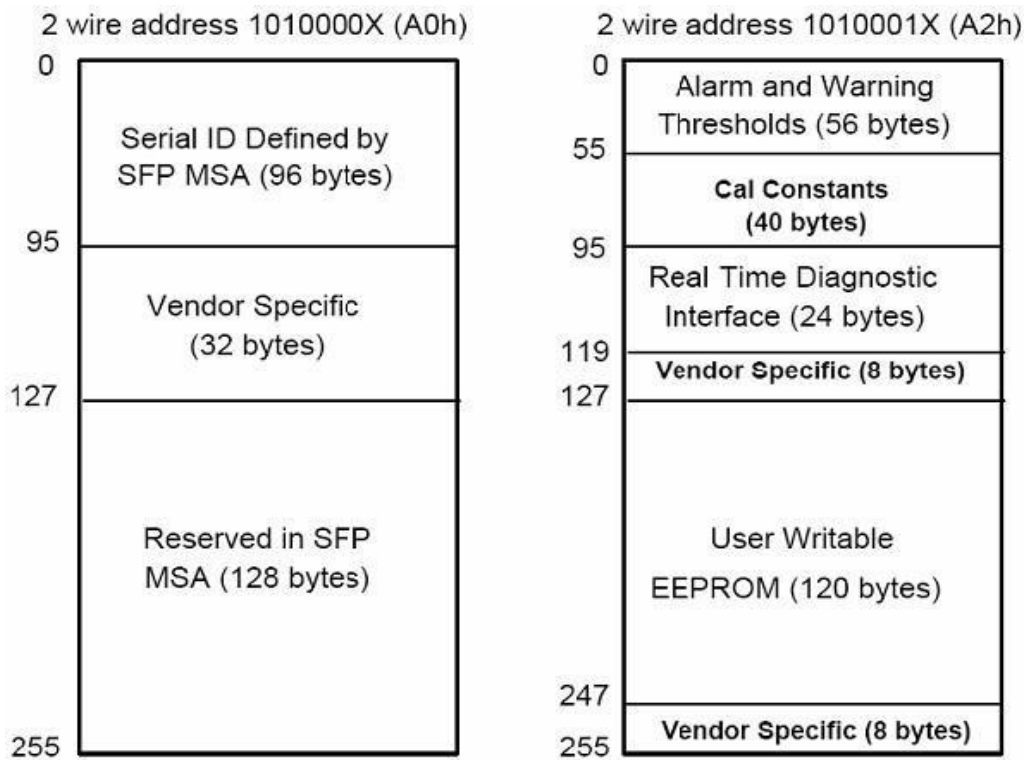 2 wire address 1010000X (A0h)
0
Serial ID Defined by
SFP MSA (96 bytes)
95
Vendor Specific
(32 bytes)
127
Reserved in SFP
MSA (128 bytes)
255
2 wire address 1010001X (A2h)
0
Alarm and Warning
Thresholds (56 bytes)
55
Cal Constants
(40 bytes)
95
Real Time Diagnostic
Interface (24 bytes)
119
Vendor Specific (8 bytes)
127
User Writable
EEPROM (120 bytes)
247
Vendor Specific (8 bytes)
255